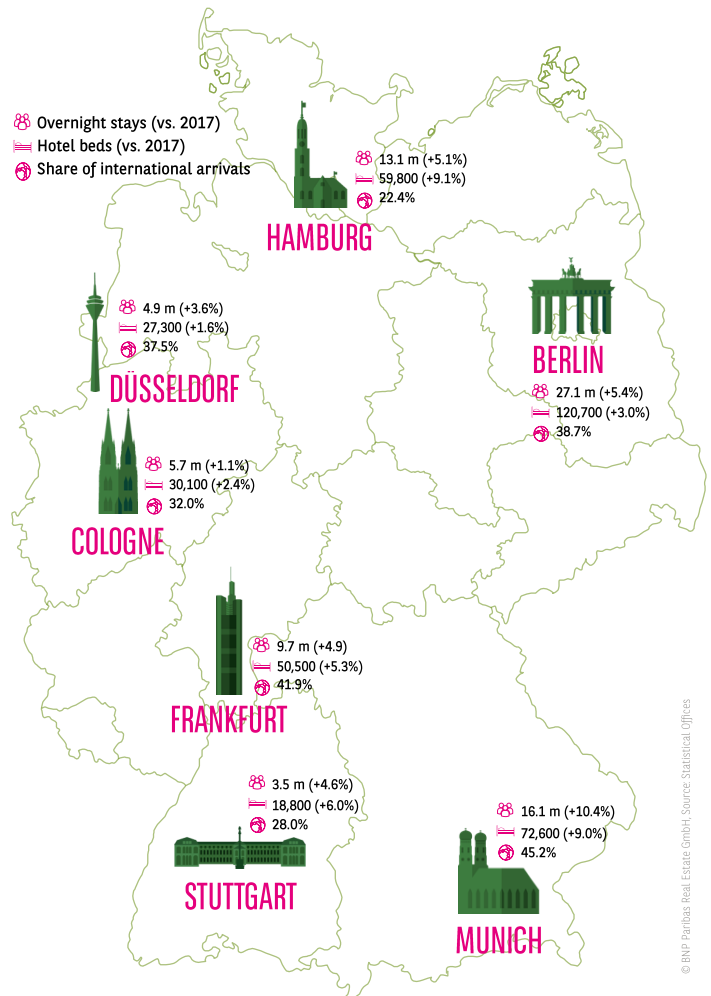 Overnight stays (vs. 2017)
Hotel beds (vs. 2017)
Share of international arrivals
13.1 m (+5.1%)
59,800 (+9.1%)
22.4%
HAMBURG
4.9 m (+3.6%)
27,300 (+1.6%)
37.5%
DÜSSELDORF
BERLIN
27.1 m (+5.4%)
120,700 (+3.0%)
38.7%
5.7 m (+1.1%)
30,100 (+2.4%)
32.0%
COLOGNE
9.7 m (+4.9)
50,500 (+5.3%)
41.9%
FRANKFURT
3.5 m (+4.6%)
18,800 (+6.0%)
28.0%
STUTTGART
16.1 m (+10.4%)
72,600 (+9.0%)
45.2%
MUNICH
© BNP Paribas Real Estate GmbH, Source: Statistical Offices